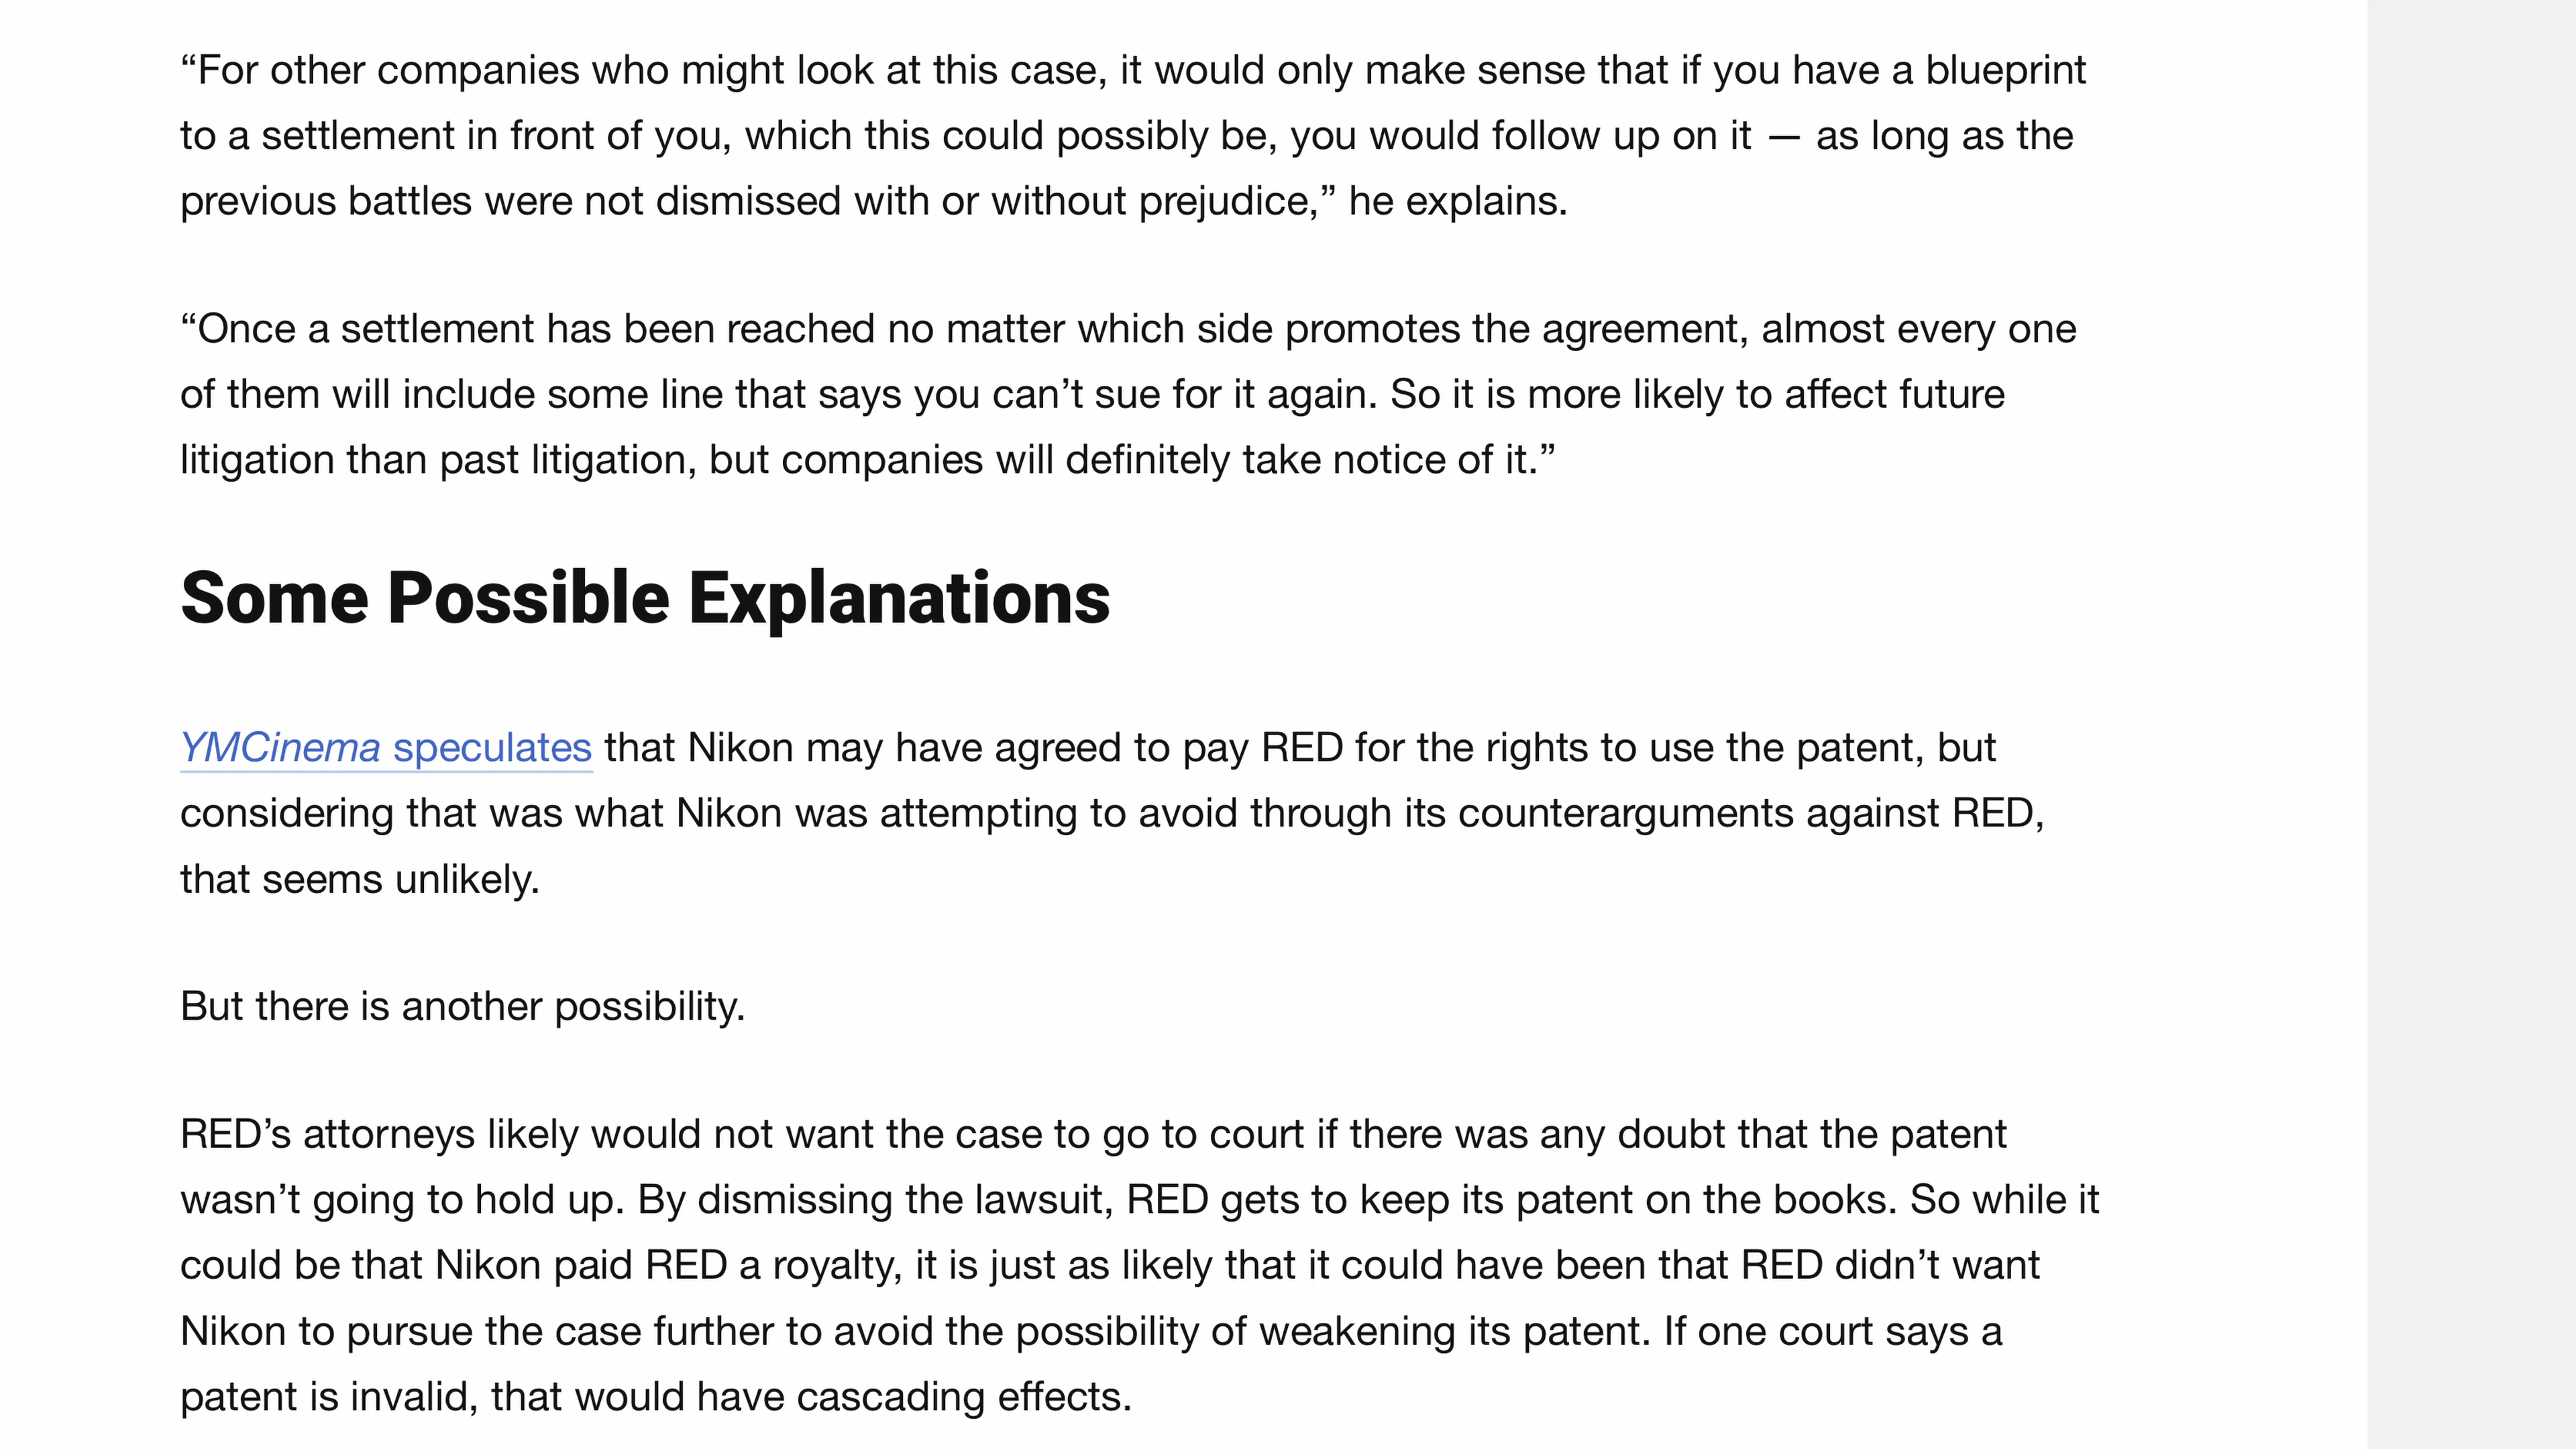 “For other companies who might look at this case, it would only make sense that if you have a blueprint
to a settlement in front of you, which this could possibly be, you would follow up on it — as long as the
previous battles were not dismissed with or without prejudice,” he explains.
“Once a settlement has been reached no matter which side promotes the agreement, almost every one
of them will include some line that says you can’t sue for it again. So it is more likely to affect future
litigation than past litigation, but companies will definitely take notice of it.”
Some Possible Explanations
YMCinema speculates that Nikon may have agreed to pay RED for the rights to use the patent, but
considering that was what Nikon was attempting to avoid through its counterarguments against RED,
that seems unlikely.
But there is another possibility.
RED’s attorneys likely would not want the case to go to court if there was any doubt that the patent
wasn’t going to hold up. By dismissing the lawsuit, RED gets to keep its patent on the books. So while it
could be that Nikon paid RED a royalty, it is just as likely that it could have been that RED didn’t want
Nikon to pursue the case further to avoid the possibility of weakening its patent. If one court says a
patent is invalid, that would have cascading effects.